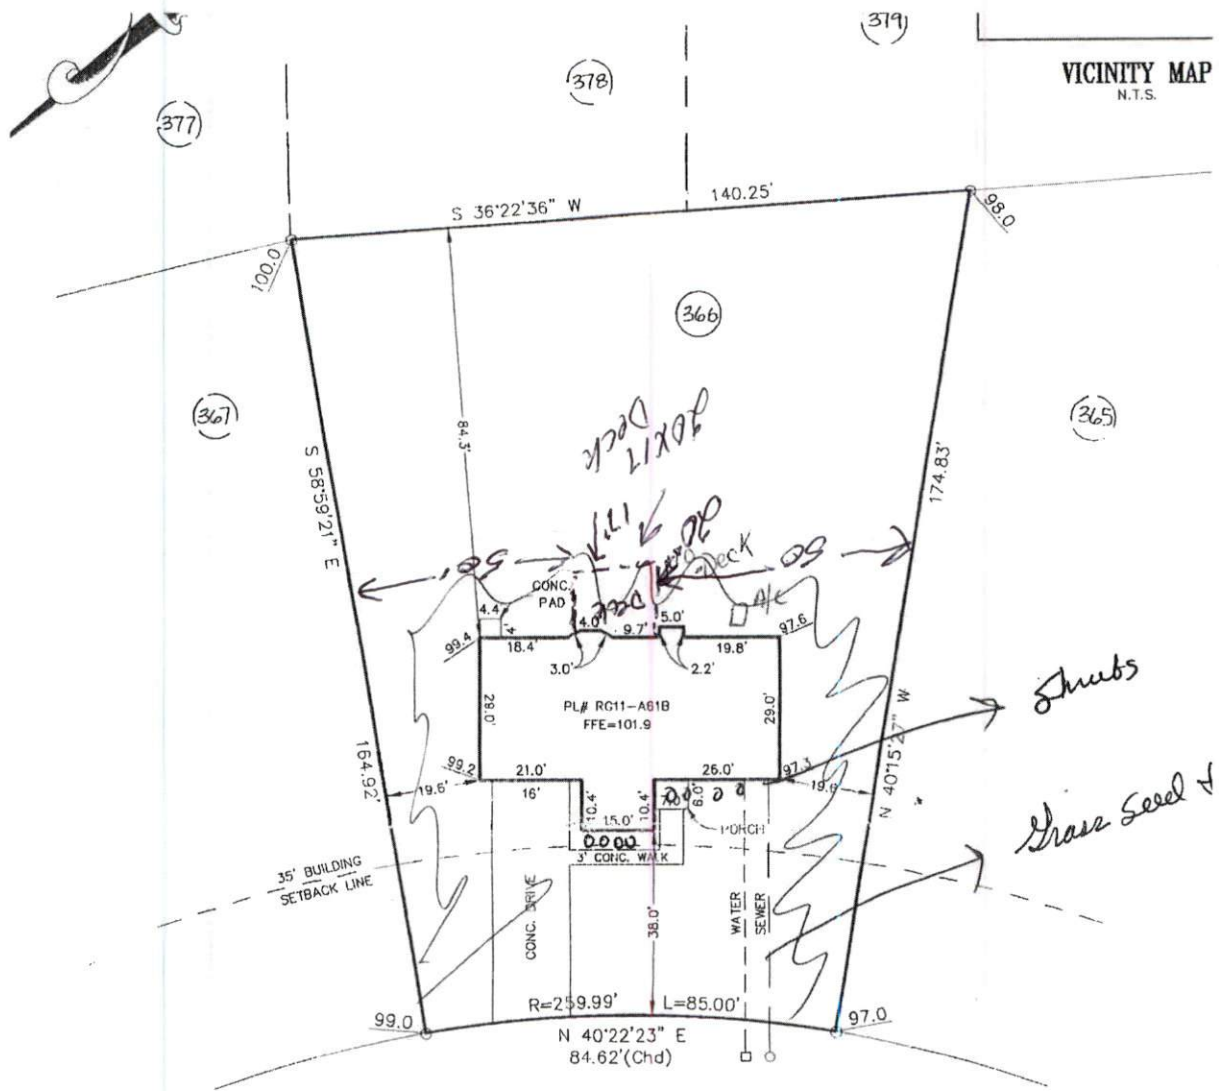 379
378
377
VICINITY MAP
N.T.S.
S 36°22'36" W
140.25'
98.0
100.0
366
367
365
84.3'
20X17
Deck
S 58°59'21" E
174.83'
17'
20
50'
50
Deck
CONC.
PAD
Deck
A/C
4.4'
4'
4.0'
9.7'
5.0'
97.6
99.4
18.4'
19.8'
3.0'
2.2'
29.0'
PL# RG11-A61B
FFE=101.9
29.0'
Shrubs
N 40°15'27" W
164.92'
99.2
21.0'
26.0'
97.3
19.6'
16'
19.6'
10.4'
10.4'
7.0'
6.0'
15.0'
PORCH
Grass Seed
3' CONC. WALK
35' BUILDING
SETBACK LINE
CONC. DRIVE
38.0'
WATER
SEWER
R=259.99'
L=85.00'
99.0
97.0
N 40°22'23" E
84.62'(Chd)